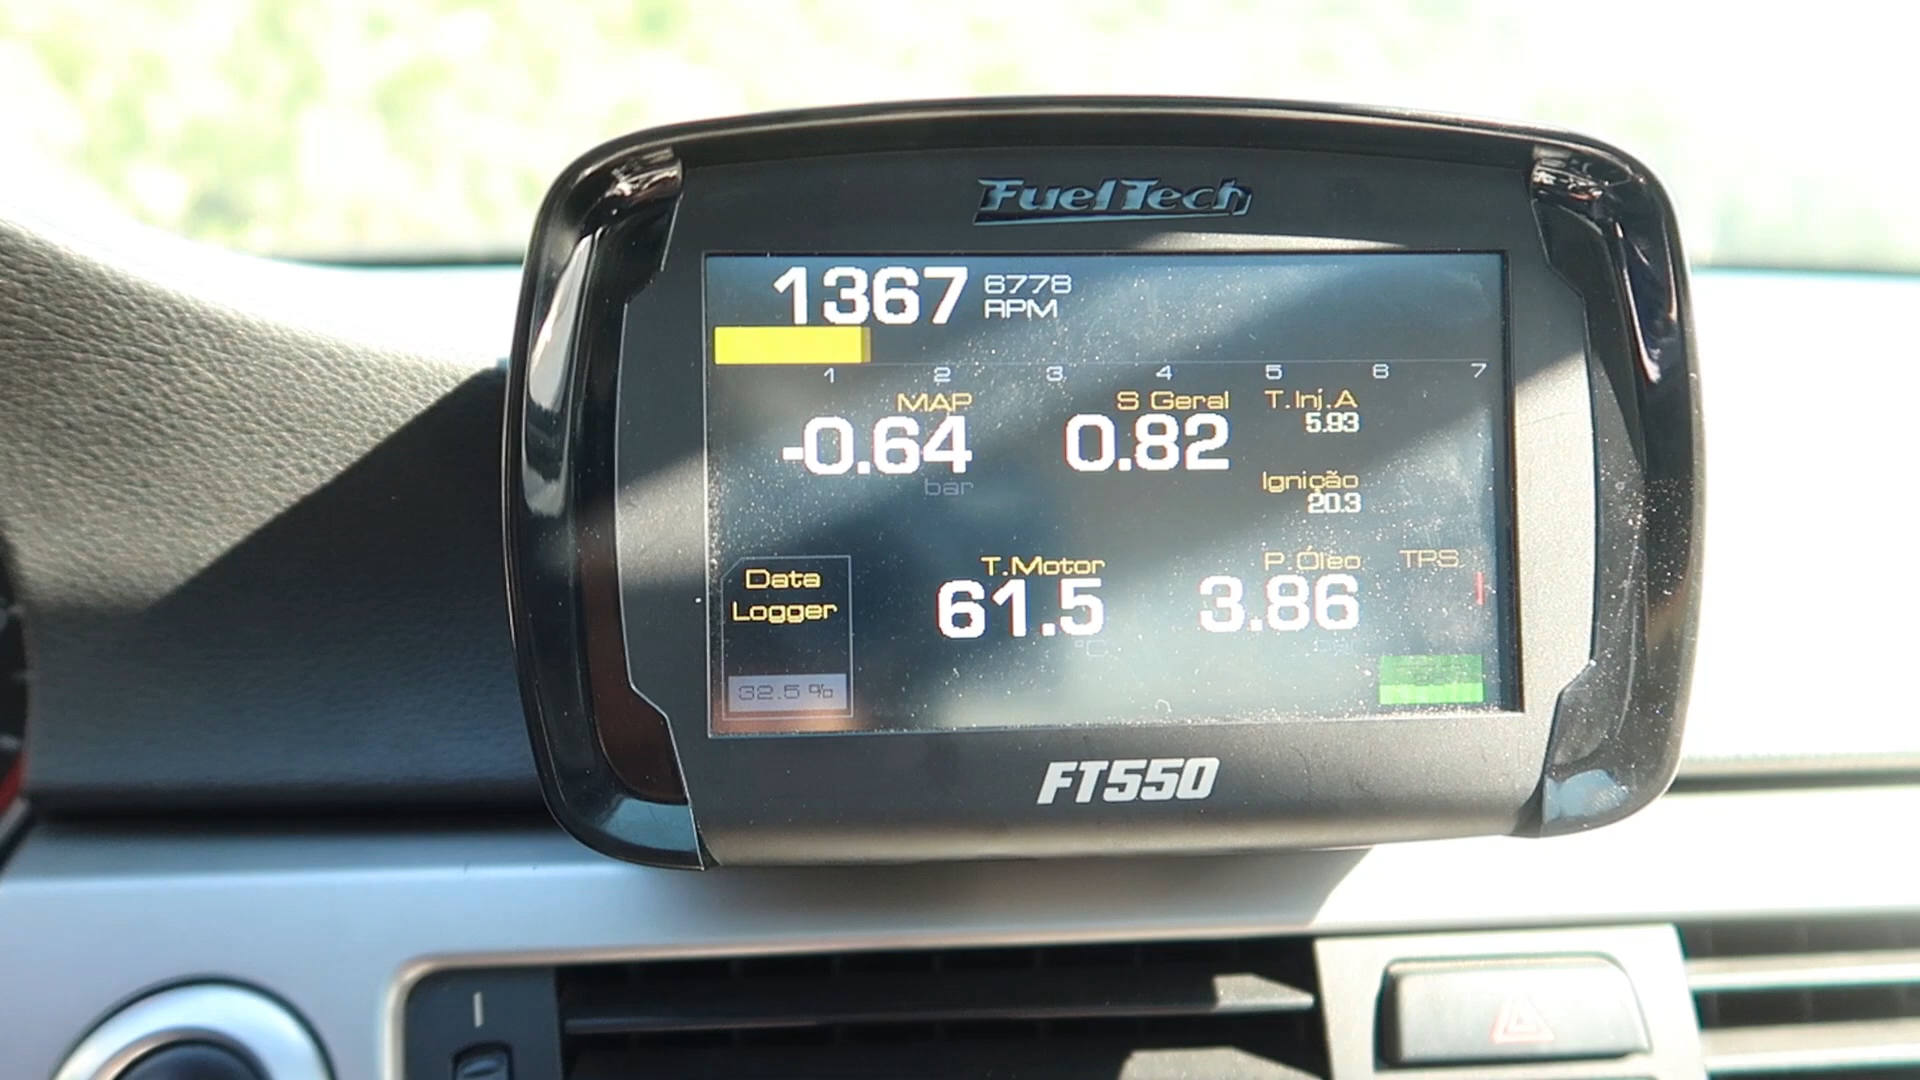 FuelTech
1367 6778
RPM
1 2 3 4 5 6 7
MAP S Geral T.Inj.A
-0.64 0.82 5.93
bar
Ignição
20.3
T.Motor P.Óleo TPS
61.5 3.86
°C
Data
Logger
32.5 %
FT550